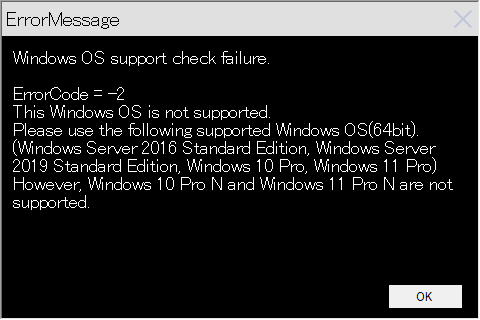 ErrorMessage
Windows OS support check failure.
ErrorCode = -2
This Windows OS is not supported.
Please use the following supported Windows OS(64bit).
(Windows Server 2016 Standard Edition, Windows Server
2019 Standard Edition, Windows 10 Pro, Windows 11 Pro)
However, Windows 10 Pro N and Windows 11 Pro N are not
supported.
OK